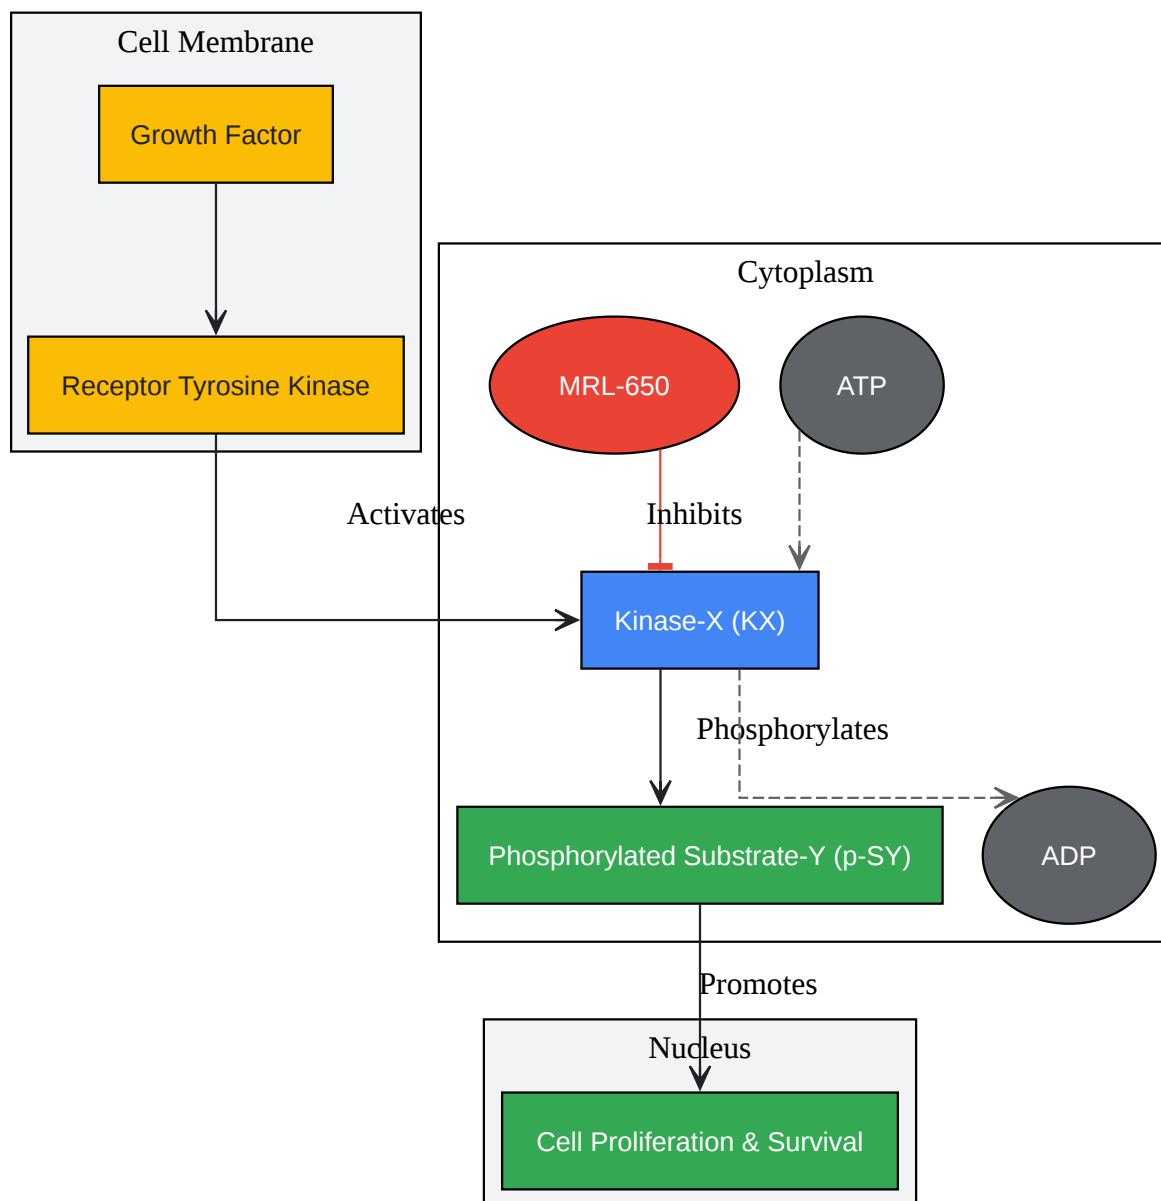 Cell Membrane
Growth Factor
Receptor Tyrosine Kinase
Cytoplasm
MRL-650
ATP
Activates
Inhibits
Kinase-X (KX)
Phosphorylates
Phosphorylated Substrate-Y (p-SY)
ADP
Promotes
Nucleus
Cell Proliferation & Survival